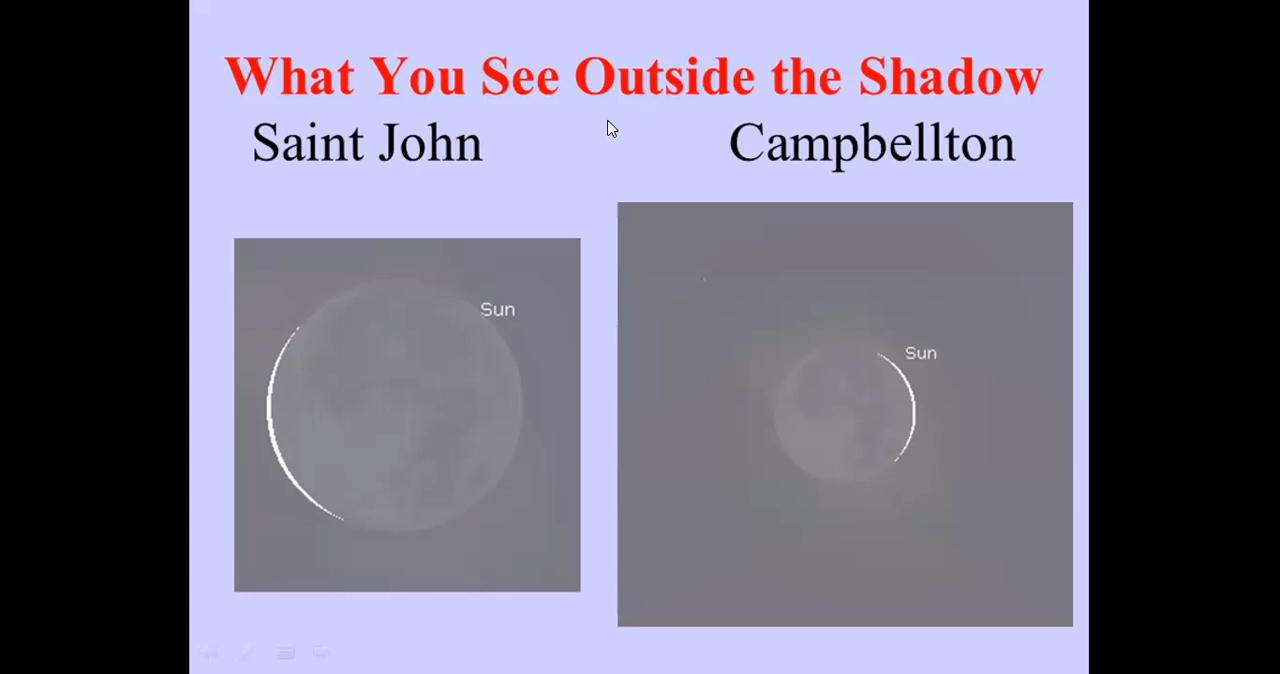 What You See Outside the Shadow
Saint John
Campbellton
Sun
Sun